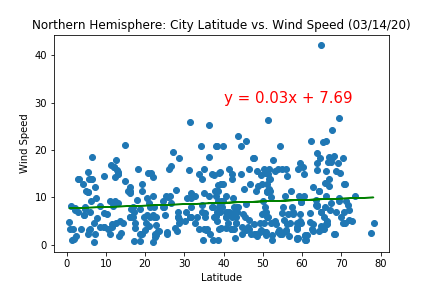 Northern Hemisphere: City Latitude vs. Wind Speed (03/14/20)
40
30
20
10
0
Wind Speed
y = 0.03x + 7.69
0 10 20 30 40 50 60 70 80
Latitude